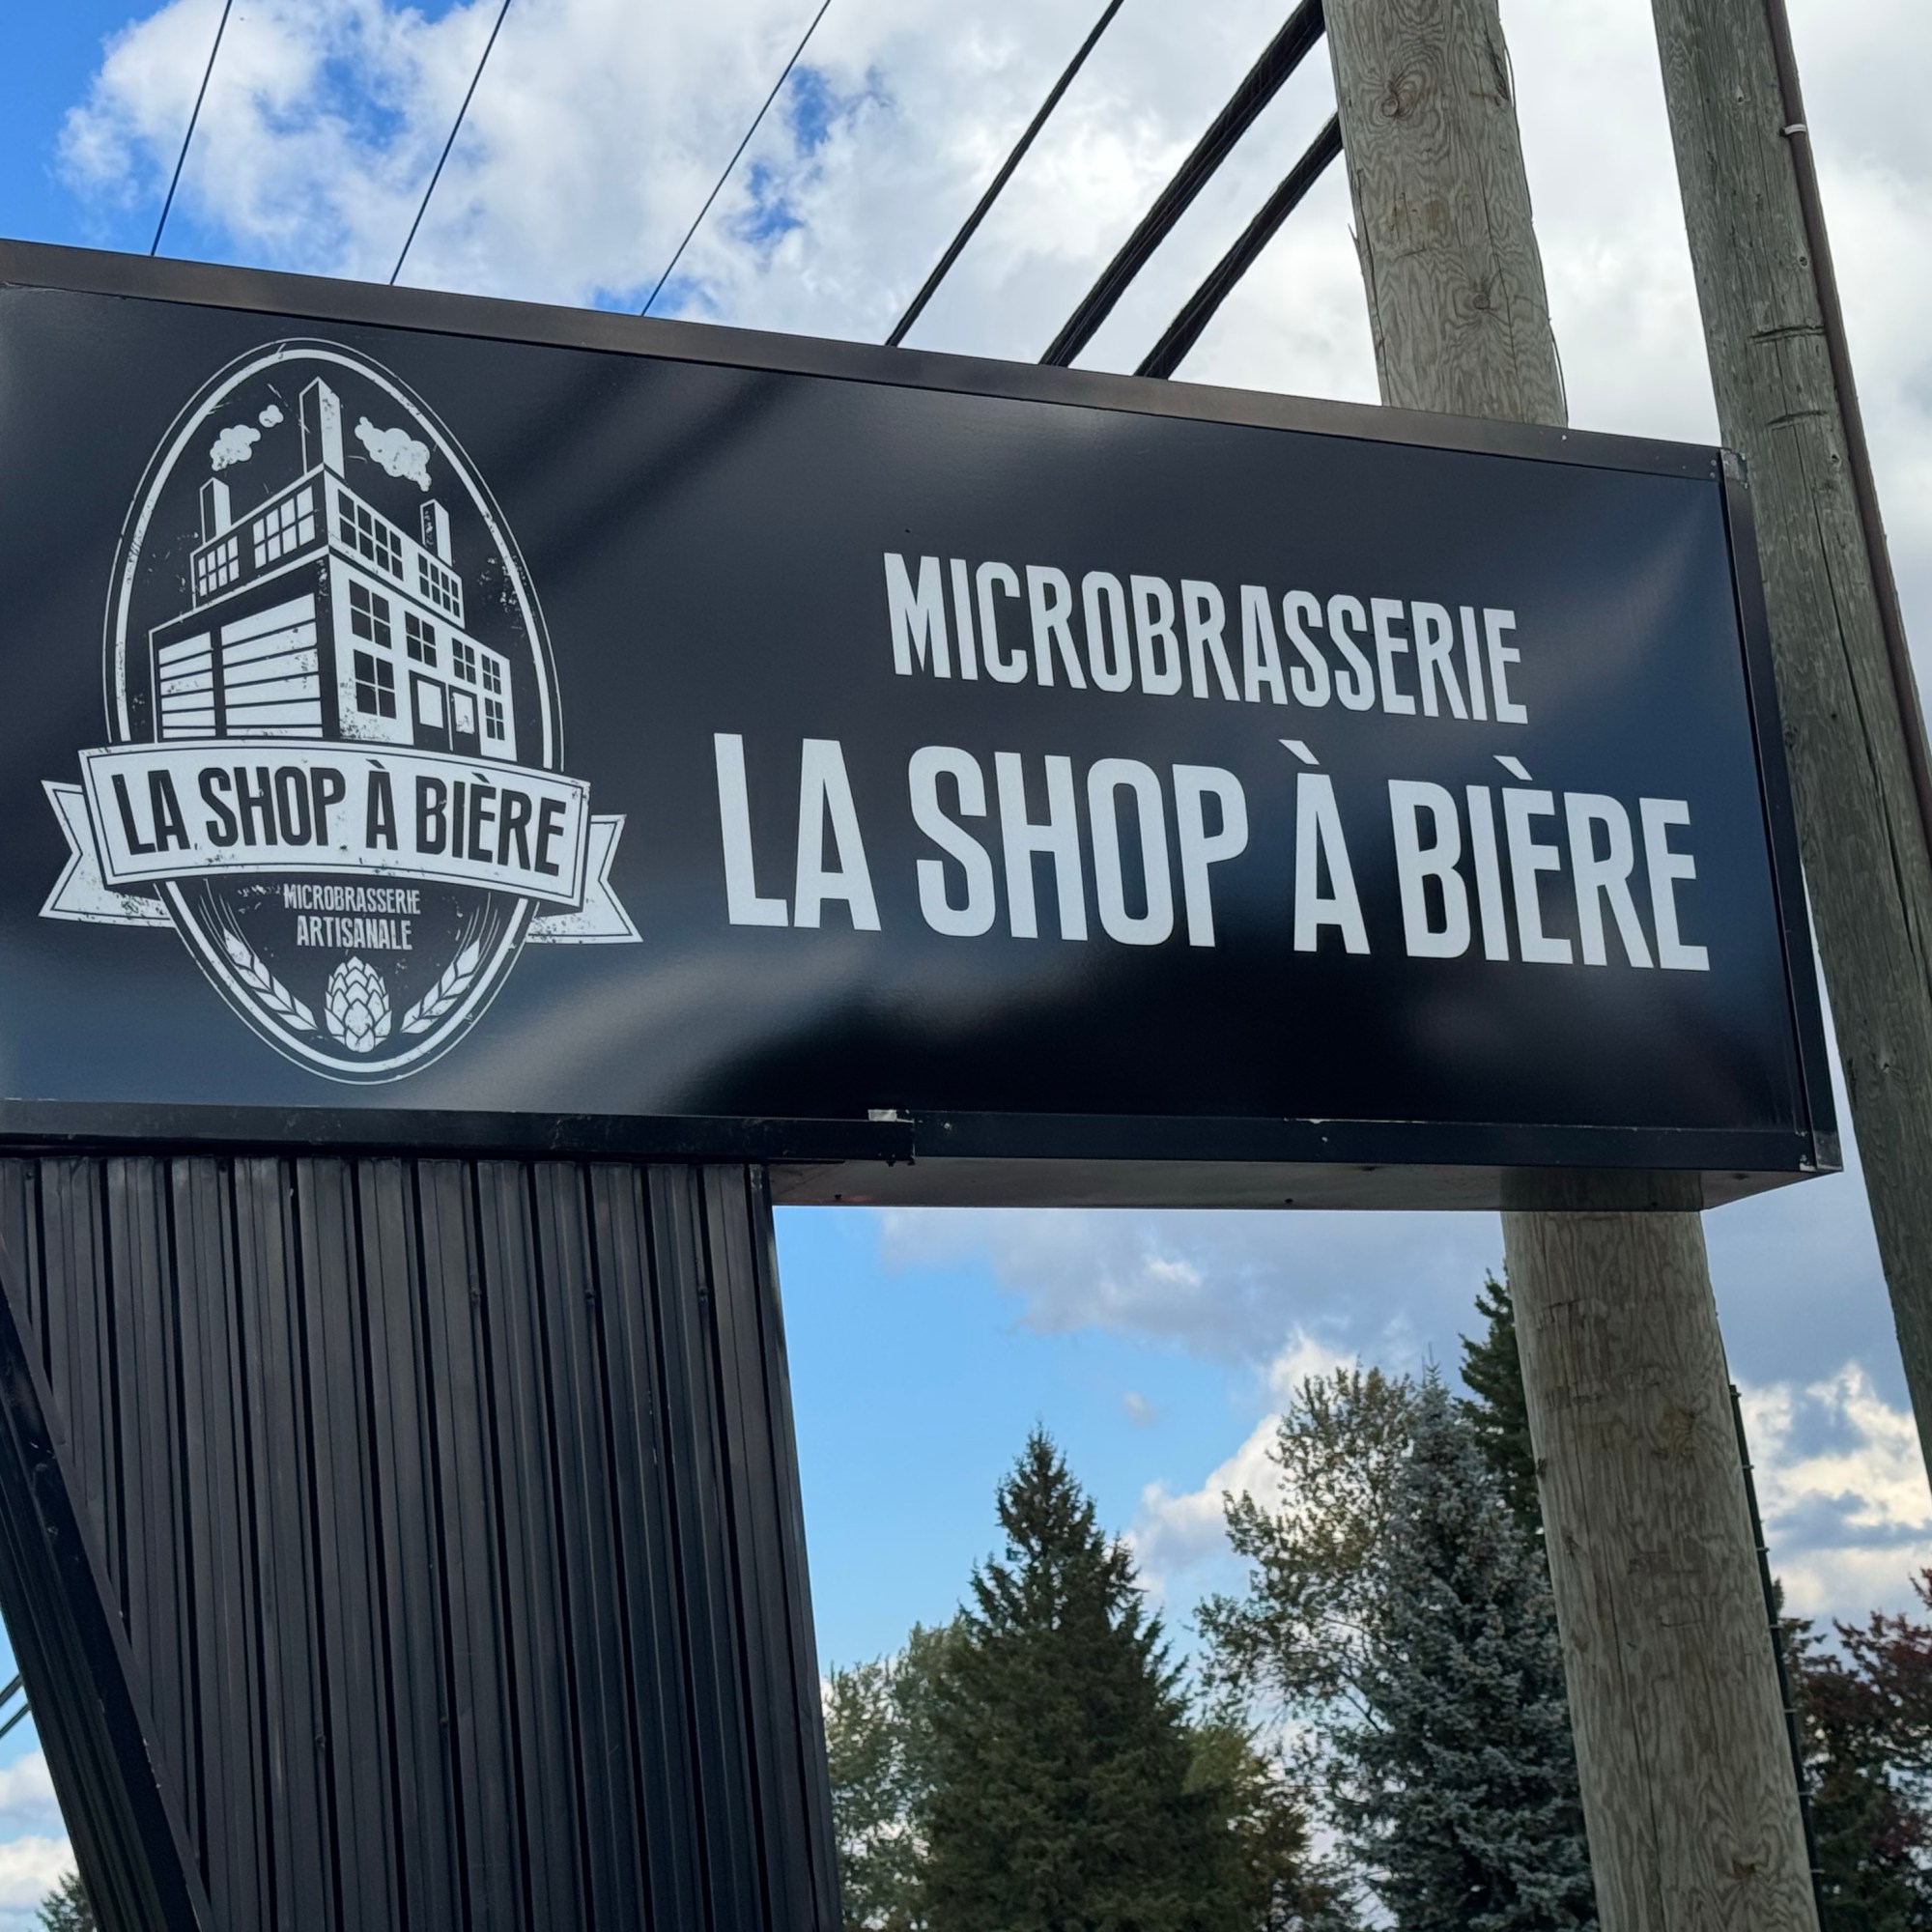 LA SHOP À BIÈRE
MICROBRASSERIE
ARTISANALE
MICROBRASSERIE
LA SHOP À BIÈRE